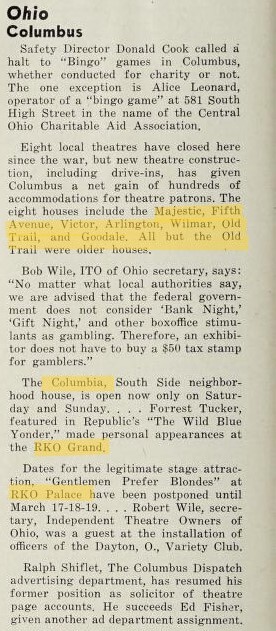 Ohio
Columbus
Safety Director Donald Cook called a
halt to "Bingo" games in Columbus,
whether conducted for charity or not.
The one exception is Alice Leonard,
operator of a "bingo game" at 581 South
High Street in the name of the Central
Ohio Charitable Aid Association.
Eight local theatres have closed here
since the war, but new theatre construc-
tion, including drive-ins, has given
Columbus a net gain of hundreds of
accommodations for theatre patrons. The
eight houses include the Majestic, Fifth
Avenue, Victor, Arlington, Wilmar, Old
Trail, and Goodale. All but the Old
Trail were older houses.
Bob Wile, ITO of Ohio secretary, says:
"No matter what local authorities say,
we are advised that the federal govern-
ment does not consider 'Bank Night,'
'Gift Night,' and other boxoffice stimu-
lants as gambling. Therefore, an exhibi-
tor does not have to buy a $50 tax stamp
for gamblers."
The Columbia, South Side neighbor-
hood house, is open now only on Satur-
day and Sunday. . . . Forrest Tucker,
featured in Republic's "The Wild Blue
Yonder," made personal appearances at
the RKO Grand.
Dates for the legitimate stage attrac-
tion, "Gentlemen Prefer Blondes" at
RKO Palace have been postponed until
March 17-18-19. . . . Robert Wile, secre-
tary, Independent Theatre Owners of
Ohio, was a guest at the installation of
officers of the Dayton, O., Variety Club.
Ralph Shiflet, The Columbus Dispatch
advertising department, has resumed his
former position as solicitor of theatre
page accounts. He succeeds Ed Fisher,
given another ad department assignment.